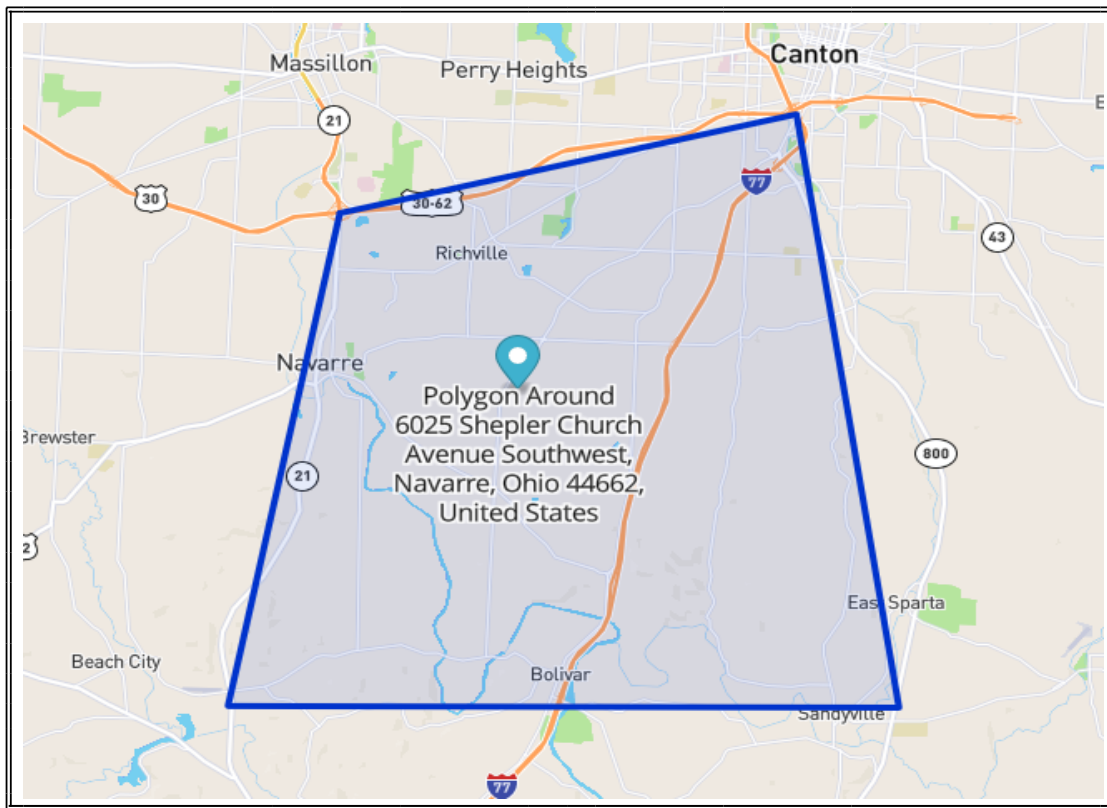 Canton
Massillon
Perry Heights
E
21
77
30
30-62
43
Richville
Navarre
Polygon Around
6025 Shepler Church
Avenue Southwest,
Navarre, Ohio 44662,
United States
Brewster
800
21
2
East Sparta
Beach City
Bolivar
Sandyville
77